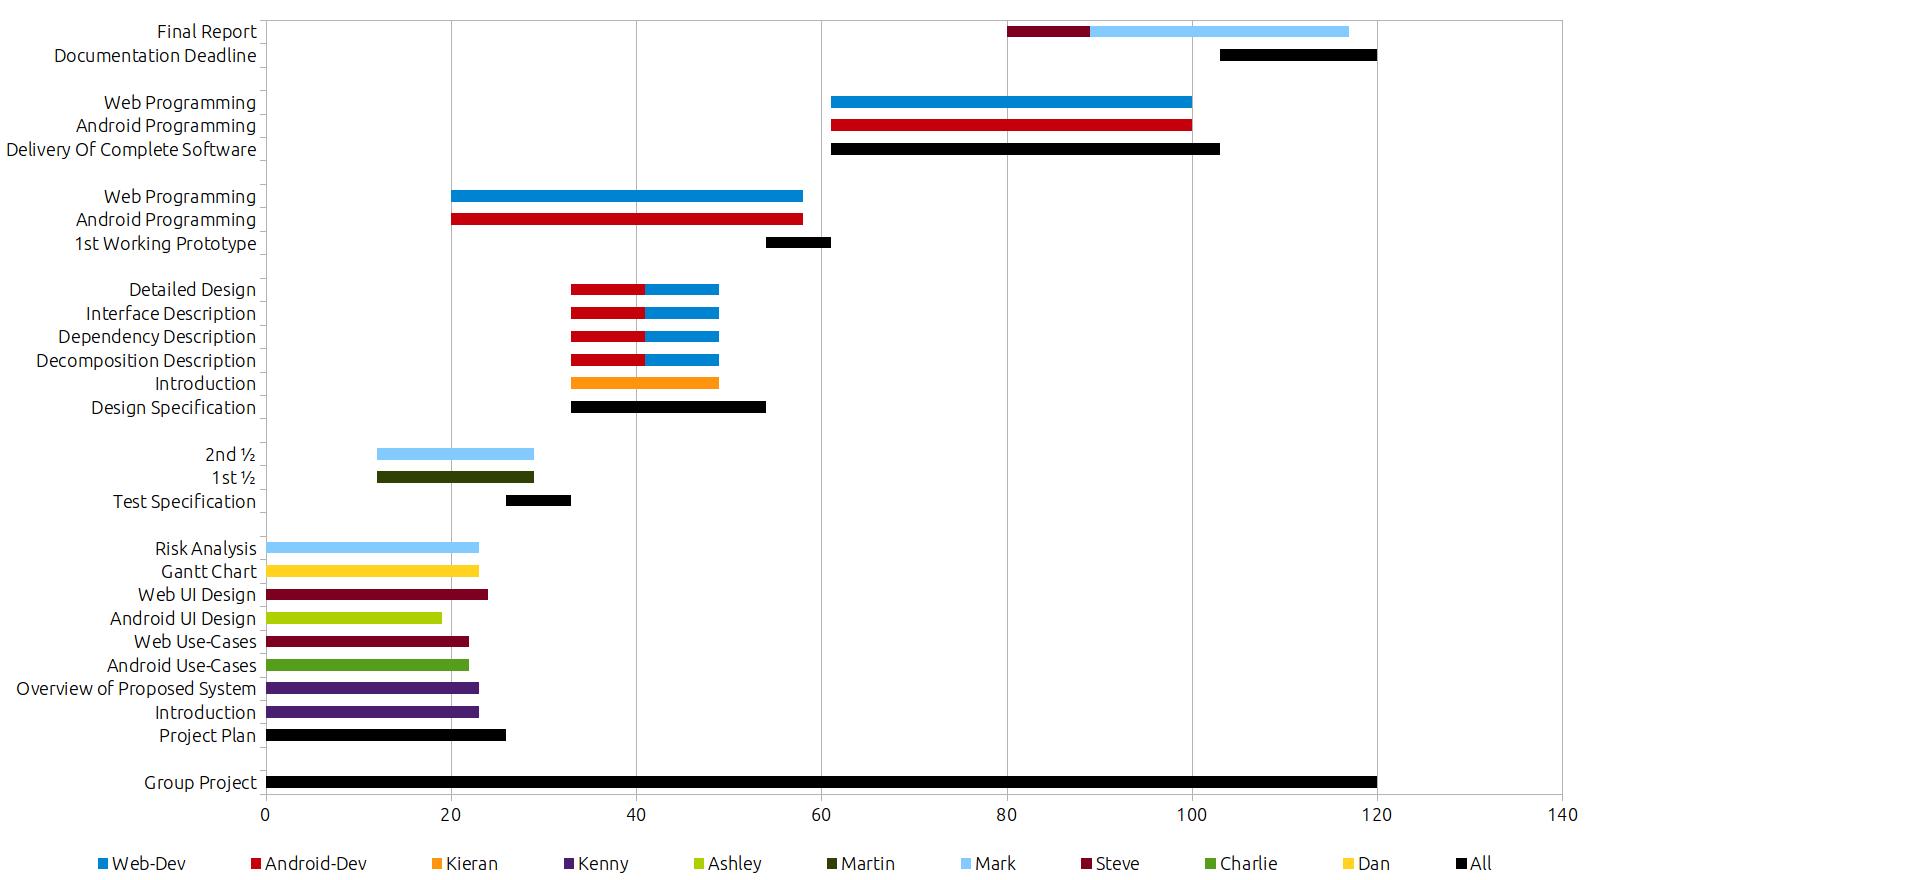 Final Report
Documentation Deadline
Web Programming
Android Programming
Delivery Of Complete Software
Web Programming
Android Programming
1st Working Prototype
Detailed Design
Interface Description
Dependency Description
Decomposition Description
Introduction
Design Specification
2nd ½
1st ½
Test Specification
Risk Analysis
Gantt Chart
Web UI Design
Android UI Design
Web Use-Cases
Android Use-Cases
Overview of Proposed System
Introduction
Project Plan
Group Project
0 20 40 60 80 100 120 140
Web-Dev Android-Dev Kieran Kenny Ashley Martin Mark Steve Charlie Dan All